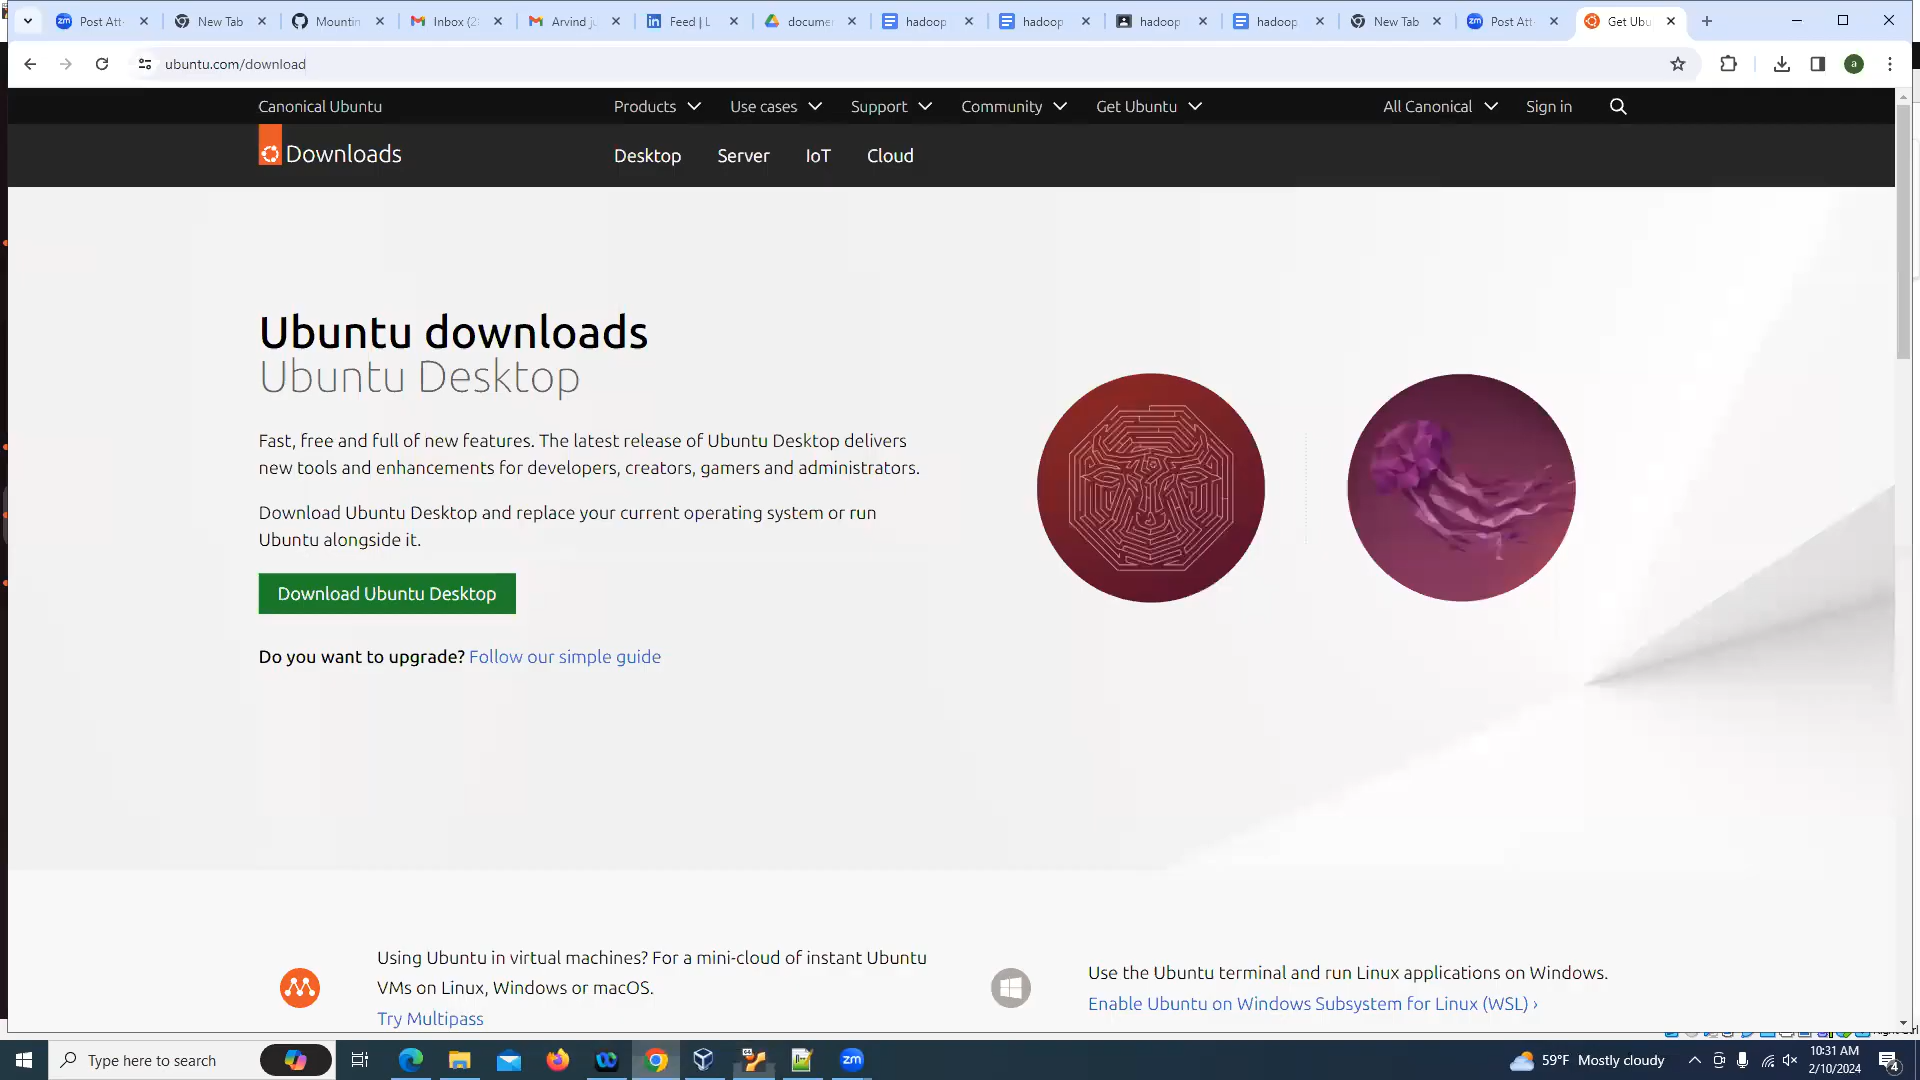 Post Att
New Tab
Mountin
Inbox (2
Arvind ju
Feed | L
documen
hadoop
hadoop
hadoop
hadoop
New Tab
Post Att
Get Ubu
ubuntu.com/download
a
Canonical Ubuntu
Products
Use cases
Support
Community
Get Ubuntu
All Canonical
Sign in
Downloads
Desktop
Server
IoT
Cloud
Ubuntu downloads
Ubuntu Desktop
Fast, free and full of new features. The latest release of Ubuntu Desktop delivers
new tools and enhancements for developers, creators, gamers and administrators.
Download Ubuntu Desktop and replace your current operating system or run
Ubuntu alongside it.
Download Ubuntu Desktop
Do you want to upgrade? Follow our simple guide
Using Ubuntu in virtual machines? For a mini-cloud of instant Ubuntu
VMs on Linux, Windows or macOS.
Try Multipass
Use the Ubuntu terminal and run Linux applications on Windows.
Enable Ubuntu on Windows Subsystem for Linux (WSL) ›
Type here to search
zm
59°F Mostly cloudy
10:31 AM
2/10/2024
4